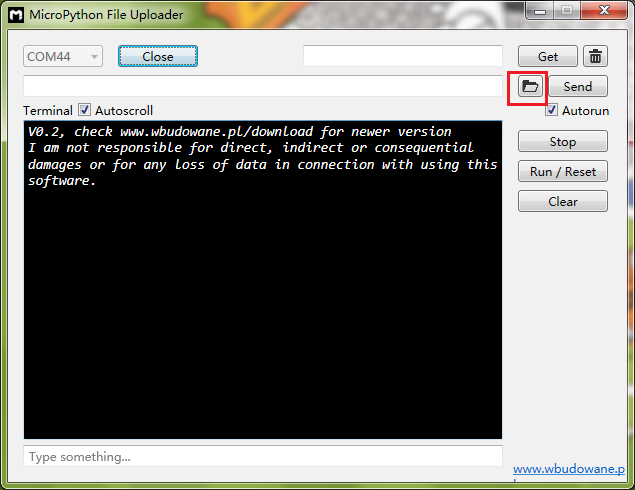 MicroPython File Uploader
COM44
Close
Get
Send
Terminal
Autoscroll
Autorun
V0.2, check www.wbudowane.pl/download for newer version
I am not responsible for direct, indirect or consequential
damages or for any loss of data in connection with using this
software.
Stop
Run / Reset
Clear
Type something...
www.wbudowane.p